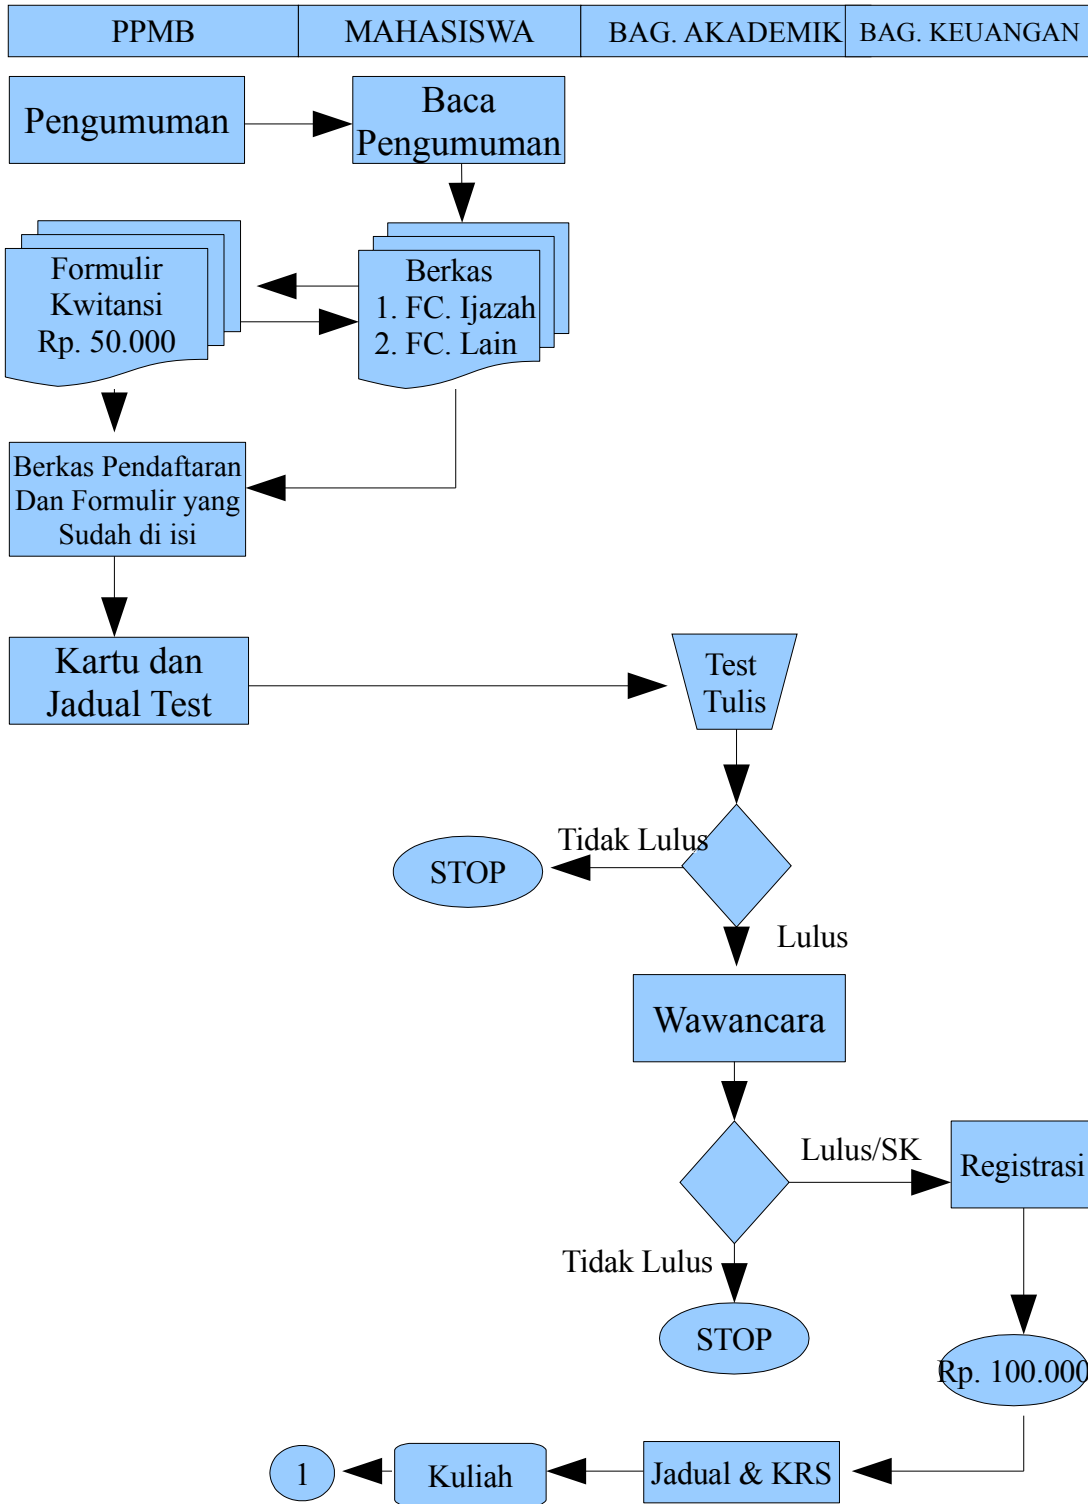 PPMB
MAHASISWA
BAG. AKADEMIK
BAG. KEUANGAN
Pengumuman
Baca
Pengumuman
Formulir
Kwitansi
Rp. 50.000
Berkas
1. FC. Ijazah
2. FC. Lain
Berkas Pendaftaran
Dan Formulir yang
Sudah di isi
Kartu dan
Jadual Test
Test
Tulis
Tidak Lulus
STOP
Lulus
Wawancara
Lulus/SK
Registrasi
Tidak Lulus
STOP
Rp. 100.000
1
Kuliah
Jadual & KRS